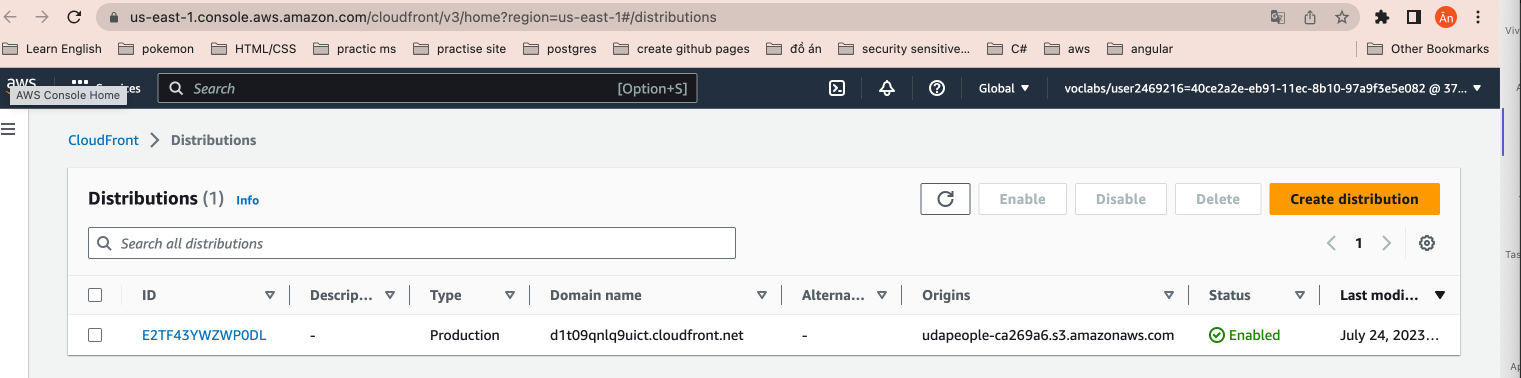 us-east-1.console.aws.amazon.com/cloudfront/v3/home?region=us-east-1#/distributions
Ân
Learn English pokemon HTML/CSS practic ms practise site postgres create github pages đồ án security sensitive... C# aws angular Other Bookmarks
aws Services Search [Option+S] Global voclabs/user2469216=40ce2a2e-eb91-11ec-8b10-97a9f3e5e082 @ 37...
AWS Console Home
CloudFront Distributions
Distributions (1) Info Enable Disable Delete Create distribution
Search all distributions 1
ID Descrip... Type Domain name Alterna... Origins Status Last modi...
E2TF43YWZWP0DL - Production d1t09qnlq9uict.cloudfront.net - udapeople-ca269a6.s3.amazonaws.com Enabled July 24, 2023...